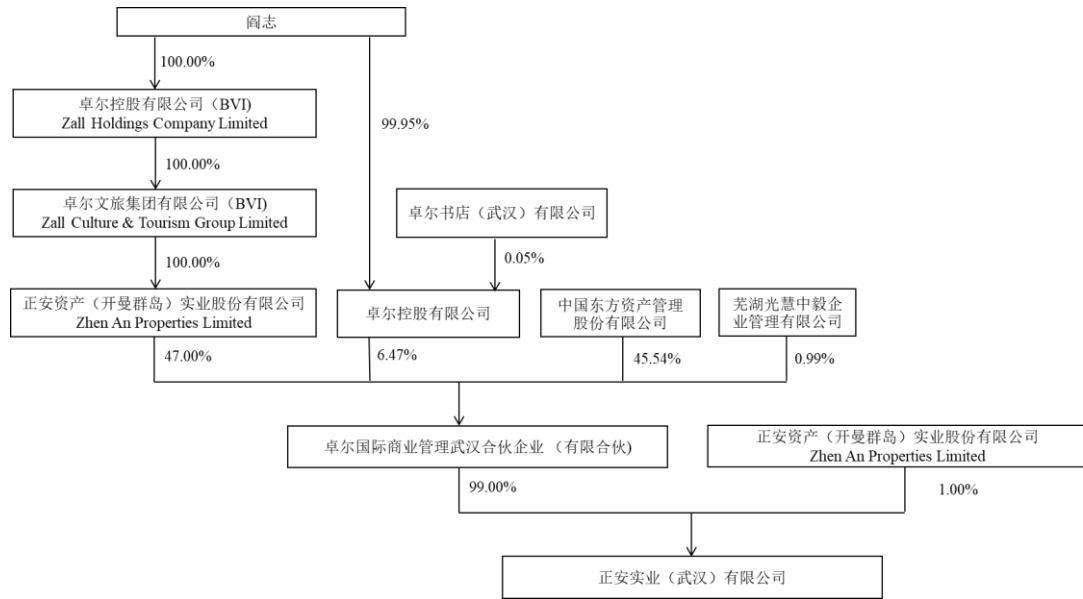 阎志
100.00%
卓尔控股有限公司（BVI)
Zall Holdings Company Limited
99.95%
100.00%
卓尔文旅集团有限公司（BVI)
Zall Culture & Tourism Group Limited
卓尔书店（武汉）有限公司
100.00%
0.05%
正安资产（开曼群岛）实业股份有限公司
Zhen An Properties Limited
卓尔控股有限公司
中国东方资产管理
股份有限公司
芜湖光慧中毅企
业管理有限公司
47.00%
6.47%
45.54%
0.99%
卓尔国际商业管理武汉合伙企业 （有限合伙)
正安资产（开曼群岛）实业股份有限公司
Zhen An Properties Limited
99.00%
1.00%
正安实业（武汉）有限公司